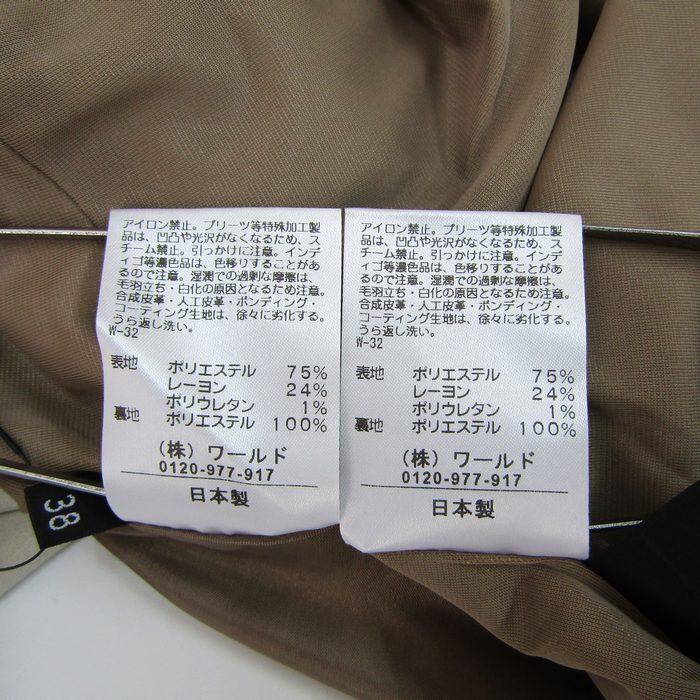 アイロン禁止。プリーツ等特殊加工製
品は、凹凸や光沢がなくなるため、ス
チーム禁止。引っかけに注意。インデ
ィゴ等濃色品は、色移りすることがあ
るので注意。湿潤での過剰な摩擦は、
毛羽立ち・白化の原因となるため注意。
合成皮革・人工皮革・ボンディング・
コーティング生地は、徐々に劣化する。
うら返し洗い。
W-32
表地 ポリエステル 75%
レーヨン 24%
ポリウレタン 1%
裏地 ポリエステル 100%
(株) ワールド
0120-977-917
日本製
アイロン禁止。プリーツ等特殊加工製
品は、凹凸や光沢がなくなるため、ス
チーム禁止。引っかけに注意。インデ
ィゴ等濃色品は、色移りすることがあ
るので注意。湿潤での過剰な摩擦は、
毛羽立ち・白化の原因となるため注意。
合成皮革・人工皮革・ボンディング・
コーティング生地は、徐々に劣化する。
うら返し洗い。
W-32
表地 ポリエステル 75%
レーヨン 24%
ポリウレタン 1%
裏地 ポリエステル 100%
(株) ワールド
0120-977-917
日本製
38